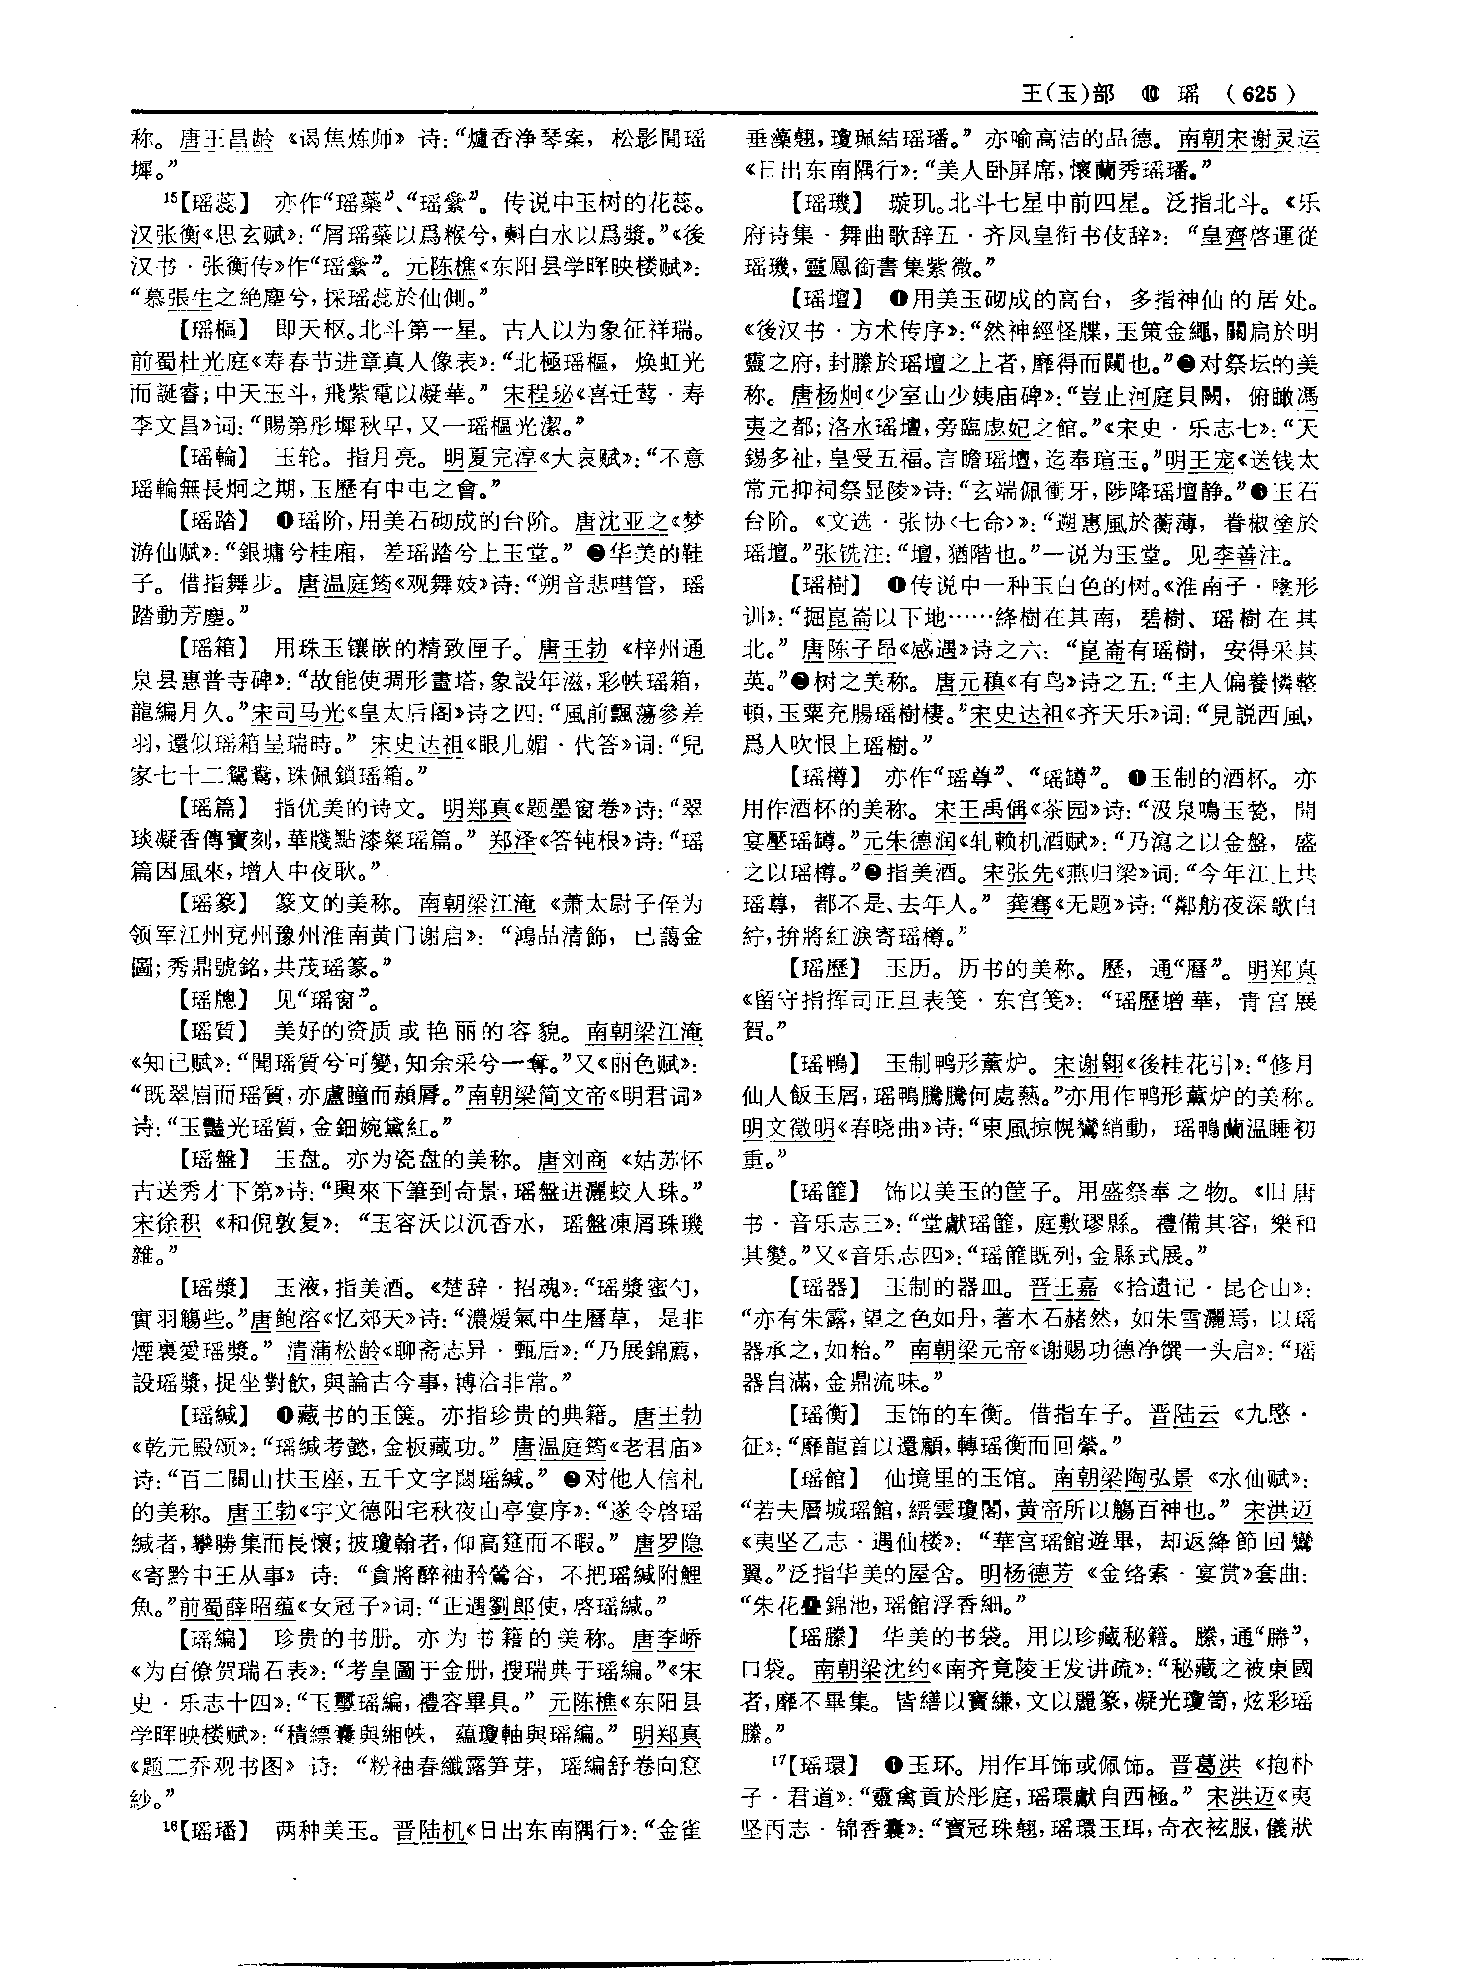 王(玉)部　⑩　瑶　(625)
称。唐王昌龄《谒焦炼师》诗：“爐香浄琴案，松影閒瑶
墀。”
15【瑶蕊】　亦作“瑶蘂”、“瑶繠”。传说中玉树的花蕊。
汉张衡《思玄赋》：“屑瑶蘂以爲糇兮，㪺白水以爲漿。”《後
汉书·张衡传》作“瑶繠”。元陈樵《东阳县学晖映楼赋》：
“慕張生之絶塵兮，採瑶蕊於仙側。”
【瑶樞】　即天枢。北斗第一星。古人以为象征祥瑞。
前蜀杜光庭《寿春节进章真人像表》：“北極瑶樞，焕虹光
而誕睿；中天玉斗，飛紫電以凝華。”宋程珌《喜迁莺·寿
李文昌》词：“賜第彤墀秋早，又一瑶樞光潔。”
【瑶輪】　玉轮。指月亮。明夏完淳《大哀赋》：“不意
瑶輪無長炯之期，玉歷有中屯之會。”
【瑶踏】　❶瑶阶，用美石砌成的台阶。唐沈亚之《梦
游仙赋》：“銀墉兮桂廂，差瑶踏兮上玉堂。”❷华美的鞋
子。借指舞步。唐温庭筠《观舞妓》诗：“朔音悲嘒管，瑶
踏動芳塵。”
【瑶箱】　用珠玉镶嵌的精致匣子。唐王勃《梓州通
泉县惠普寺碑》：“故能使琱形畫塔，象設年滋，彩帙瑶箱，
龍編月久。”宋司马光《皇太后阁》诗之四：“風前飄蕩參差
羽，還似瑶箱呈瑞時。”宋史达祖《眼儿媚·代答》词：“兒
家七十二鴛鴦，珠佩鎖瑶箱。”
【瑶篇】　指优美的诗文。明郑真《题墨窗卷》诗：“翠
琰凝香傳寳刻，華牋點漆粲瑶篇。”郑泽《答钝根》诗：“瑶
篇因風來，增人中夜耿。”
【瑶篆】　篆文的美称。南朝梁江淹《萧太尉子侄为
领军江州兖州豫州淮南黄门谢启》：“鴻品清飾，已藹金
圖；秀鼎號銘，共茂瑶篆。”
【瑶牕】　见“瑶窗”。
【瑶質】　美好的资质或艳丽的容貌。南朝梁江淹
《知己赋》：“聞瑶質兮可變，知余采兮一奪。”又《丽色赋》：
“既翠眉而瑶質，亦盧瞳而頳脣。”南朝梁简文帝《明君词》
诗：“玉豔光瑶質，金鈿婉黛紅。”
【瑶盤】　玉盘。亦为瓷盘的美称。唐刘商《姑苏怀
古送秀才下第》诗：“興來下筆到奇景，瑶盤迸灑蛟人珠。”
宋徐积《和倪敦复》：“玉容沃以沉香水，瑶盤凍屑珠璣
雜。”
【瑶漿】　玉液，指美酒。《楚辞·招魂》：“瑶漿蜜勺，
實羽觴些。”唐鲍溶《忆郊天》诗：“濃煖氣中生曆草，是非
煙裏愛瑶漿。”清蒲松龄《聊斋志异·甄后》：“乃展錦薦，
設瑶漿，捉坐對飲，與論古今事，博洽非常。”
【瑶緘】　❶藏书的玉箧。亦指珍贵的典籍。唐王勃
《乾元殿颂》：“瑶緘考懿，金板藏功。”唐温庭筠《老君庙》
诗：“百二關山扶玉座，五千文字閟瑶緘。”❷对他人信札
的美称。唐王勃《宇文德阳宅秋夜山亭宴序》：“遂令啓瑶
緘者，攀勝集而長懷；披瓊翰者，仰高筵而不暇。”唐罗隐
《寄黔中王从事》诗：“貪將醉袖矜鶯谷，不把瑶緘附鯉
魚。”前蜀薛昭蕴《女冠子》词：“正遇劉郎使，啓瑶緘。”
【瑶編】　珍贵的书册。亦为书籍的美称。唐李峤
《为百僚贺瑞石表》：“考皇圖于金册，搜瑞典于瑶編。”《宋
史·乐志十四》：“玉璽瑶編，禮容畢具。”元陈樵《东阳县
学晖映楼赋》：“積縹囊與緗帙，蘊瓊軸與瑶編。”明郑真
《题二乔观书图》诗：“粉袖春纖露笋芽，瑶編舒卷向窓
紗。”
16【瑶璠】　两种美玉。晋陆机《日出东南隅行》：“金雀
垂藻翹，瓊珮結瑶璠。”亦喻高洁的品德。南朝宋谢灵运
《日出东南隅行》：“美人卧屏席，懷蘭秀瑶璠。”
【瑶璣】　璇玑。北斗七星中前四星。泛指北斗。《乐
府诗集·舞曲歌辞五·齐凤皇衔书伎辞》：“皇齊啓運從
瑶璣，靈鳳銜書集紫微。”
【瑶壇】　❶用美玉砌成的高台，多指神仙的居处。
《後汉书·方术传序》：“然神經怪牒，玉策金繩，關扃於明
靈之府，封縢於瑶壇之上者，靡得而闚也。”❷对祭坛的美
称。唐杨炯《少室山少姨庙碑》：“豈止河庭貝闕，俯瞰馮
夷之都；洛水瑶壇，旁臨虙妃之館。”《宋史·乐志七》：“天
錫多祉，皇受五福。言瞻瑶壇，迄奉瑄玉。”明王宠《送钱太
常元抑祠祭显陵》诗：“玄端佩衝牙，陟降瑶壇静。”❸玉石
台阶。《文选·张协〈七命〉》：“遡惠風於蘅薄，眷椒塗於
瑶壇。”张铣注：“壇，猶階也。”一说为玉堂。见李善注。
【瑶樹】　❶传说中一种玉白色的树。《淮南子·墬形
训》：“掘崑崙以下地……絳樹在其南，碧樹、瑶樹在其
北。”唐陈子昂《感遇》诗之六：“崑崙有瑶樹，安得采其
英。”❷树之美称。唐元稹《有鸟》诗之五：“主人偏養憐整
頓，玉粟充腸瑶樹棲。”宋史达祖《齐天乐》词：“見説西風，
爲人吹恨上瑶樹。”
【瑶樽】　亦作“瑶尊”、“瑶罇”。❶玉制的酒杯。亦
用作酒杯的美称。宋王禹偁《茶园》诗：“汲泉鳴玉甃，開
宴壓瑶罇。”元朱德润《轧赖机酒赋》：“乃瀉之以金盤，盛
之以瑶樽。”❷指美酒。宋张先《燕归梁》词：“今年江上共
瑶尊，都不是、去年人。”龚骞《无题》诗：“鄰舫夜深歌白
紵，拚將紅淚寄瑶樽。”
【瑶歷】　玉历。历书的美称。歷，通“曆”。明郑真
《留守指挥司正旦表笺·东宫笺》：“瑶歷增華，青宫展
賀。”
【瑶鴨】　玉制鸭形薰炉。宋谢翱《後桂花引》：“修月
仙人飯玉屑，瑶鴨騰騰何處爇。”亦用作鸭形薰炉的美称。
明文徵明《春晓曲》诗：“東風掠幌鸞綃動，瑶鴨蘭温睡初
重。”
【瑶篚】　饰以美玉的筐子。用盛祭奉之物。《旧唐
书·音乐志三》：“堂獻瑶篚，庭敷璆縣。禮備其容，樂和
其變。”又《音乐志四》：“瑶篚既列，金縣式展。”
【瑶器】　玉制的器皿。晋王嘉《拾遗记·昆仑山》：
“亦有朱露，望之色如丹，著木石赭然，如朱雪灑焉，以瑶
器承之，如飴。”南朝梁元帝《谢赐功德净馔一头启》：“瑶
器自滿，金鼎流味。”
【瑶衡】　玉饰的车衡。借指车子。晋陆云《九愍·
征》：“靡龍首以還顧，轉瑶衡而回縈。”
【瑶館】　仙境里的玉馆。南朝梁陶弘景《水仙赋》：
“若夫層城瑶館，縉雲瓊閣，黄帝所以觴百神也。”宋洪迈
《夷坚乙志·遇仙楼》：“華宫瑶館遊畢，却返絳節回鸞
翼。”泛指华美的屋舍。明杨德芳《金络索·宴赏》套曲：
“朱花疊錦池，瑶館浮香細。”
【瑶縢】　华美的书袋。用以珍藏秘籍。縢，通“幐”，
口袋。南朝梁沈约《南齐竟陵王发讲疏》：“秘藏之被東國
者，靡不畢集。皆繕以寳縑，文以麗篆，凝光瓊笥，炫彩瑶
縢。”
17【瑶環】　❶玉环。用作耳饰或佩饰。晋葛洪《抱朴
子·君道》：“靈禽貢於彤庭，瑶環獻自西極。”宋洪迈《夷
坚丙志·锦香囊》：“寶冠珠翹，瑶環玉珥，奇衣袨服，儀狀